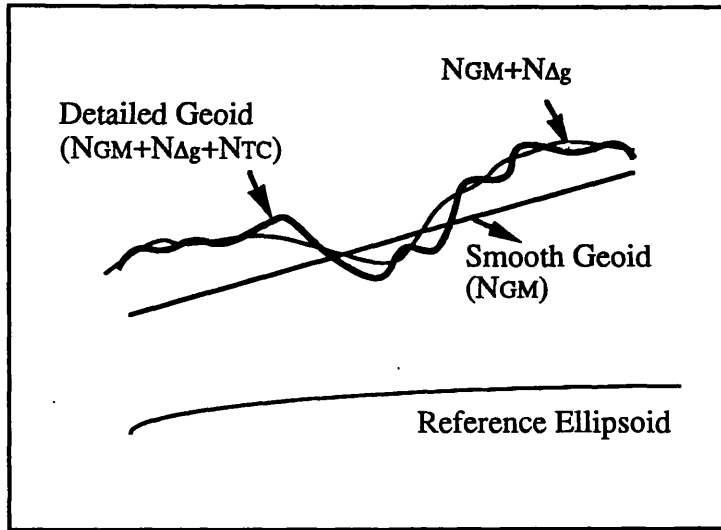 NGM+NΔg
Detailed Geoid
(NGM+NΔg+NTC)
Smooth Geoid
(NGM)
Reference Ellipsoid